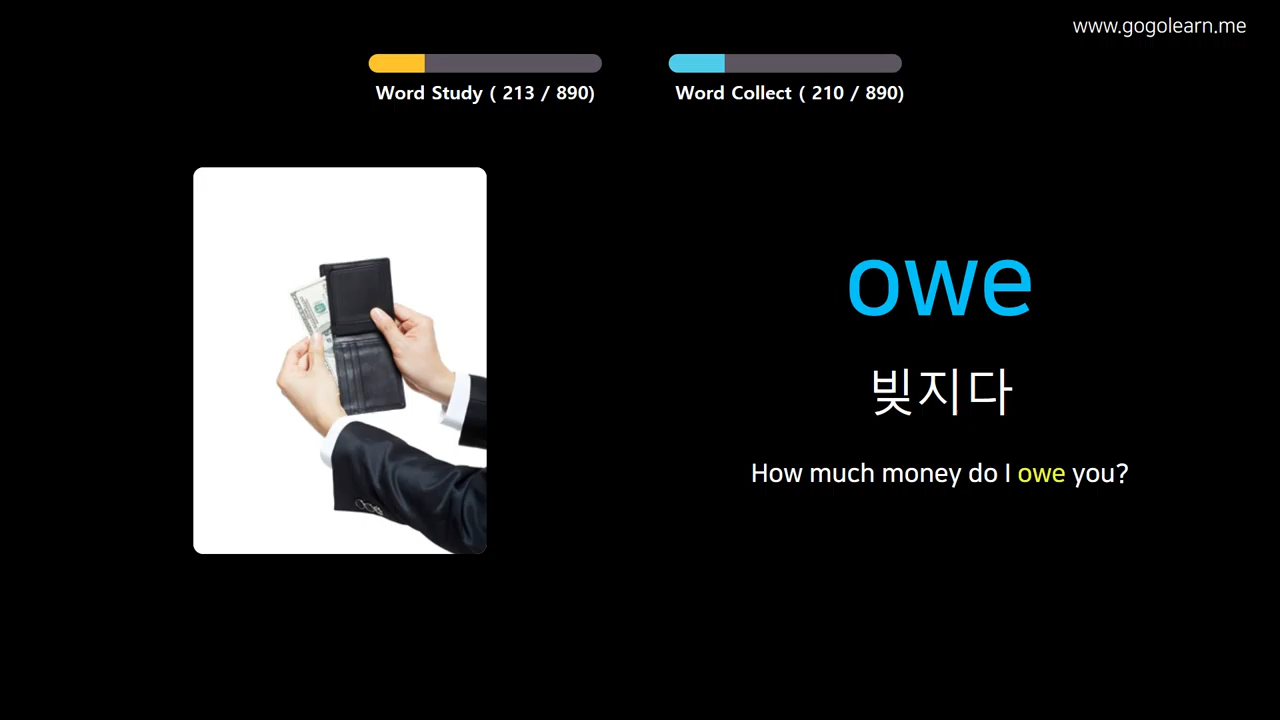 www.gogolearn.me
Word Study ( 213 / 890)
Word Collect ( 210 / 890)
owe
빚지다
How much money do I owe you?